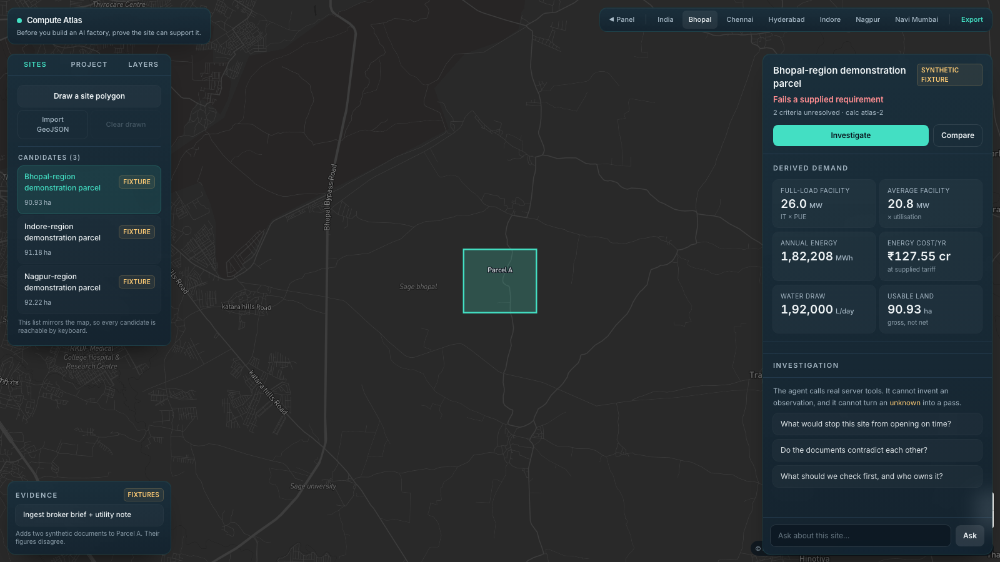 Thyrocare Centre
Compute Atlas
Before you build an AI factory, prove the site can support it.
◀ Panel
India
Bhopal
Chennai
Hyderabad
Indore
Nagpur
Navi Mumbai
Export
SITES
PROJECT
LAYERS
Draw a site polygon
Import
GeoJSON
Clear drawn
CANDIDATES (3)
Bhopal-region
demonstration parcel
FIXTURE
90.93 ha
Indore-region
demonstration parcel
FIXTURE
91.18 ha
Nagpur-region
demonstration parcel
FIXTURE
92.22 ha
This list mirrors the map, so every candidate is
reachable by keyboard.
RKDF Medical
College Hospital &
Research Centre
EVIDENCE
FIXTURES
Ingest broker brief + utility note
Adds two synthetic documents to Parcel A. Their
figures disagree.
Bhopal Bypass Road
Parcel A
Sage bhopal
katara hills Road
katara hills Road
Sage university
Hinotiya
Bhopal-region demonstration
parcel
SYNTHETIC
FIXTURE
Fails a supplied requirement
2 criteria unresolved · calc atlas-2
Investigate
Compare
DERIVED DEMAND
FULL-LOAD FACILITY
26.0 MW
IT × PUE
AVERAGE FACILITY
20.8 MW
× utilisation
ANNUAL ENERGY
1,82,208 MWh
ENERGY COST/YR
₹127.55 cr
at supplied tariff
WATER DRAW
1,92,000 L/day
USABLE LAND
90.93 ha
gross, not net
INVESTIGATION
The agent calls real server tools. It cannot invent an
observation, and it cannot turn an unknown into a pass.
What would stop this site from opening on time?
Do the documents contradict each other?
What should we check first, and who owns it?
Ask about this site...
Ask
©